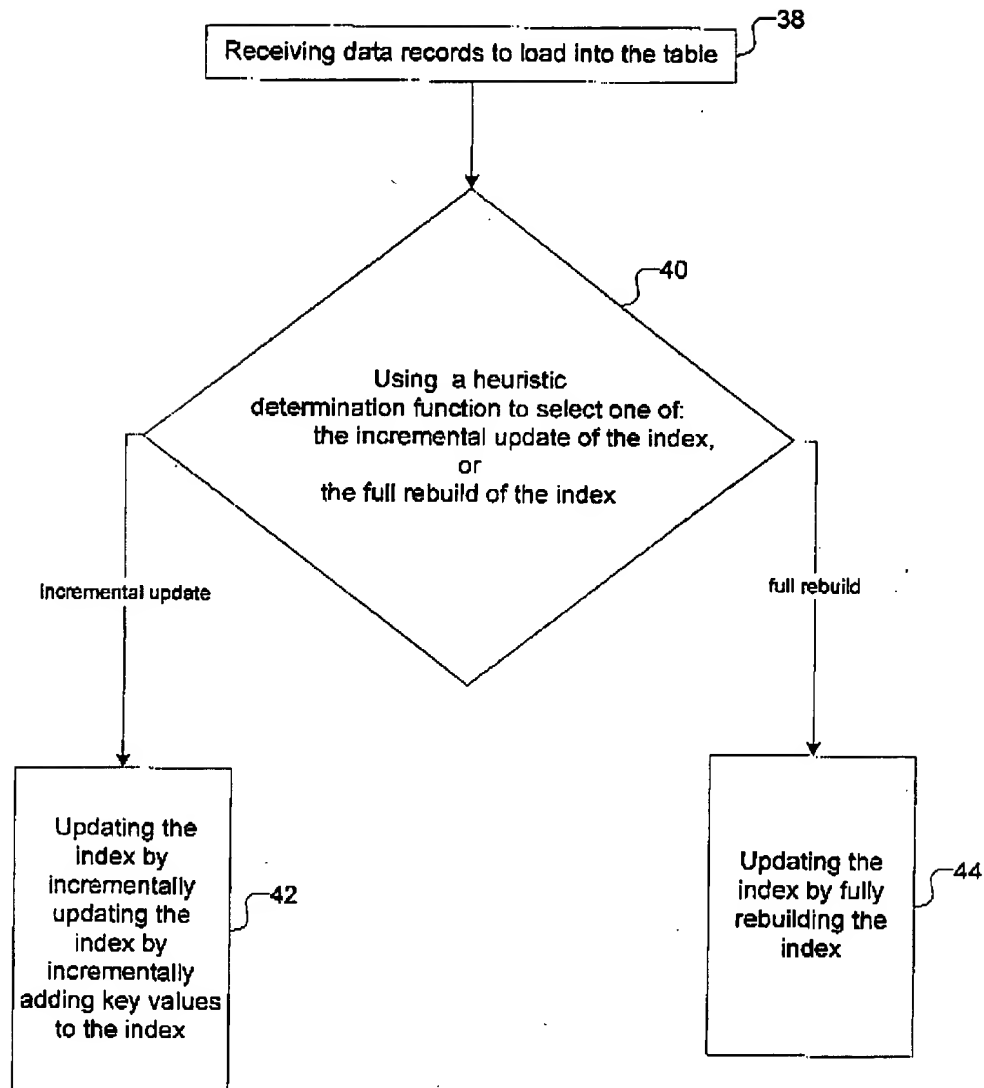 38
Receiving data records to load into the table
40
Using a heuristic
determination function to select one of:
the incremental update of the index,
or
the full rebuild of the index
incremental update
full rebuild
Updating the
index by
incrementally
updating the
index by
incrementally
adding key values
to the index
42
Updating the
index by fully
rebuilding the
index
44